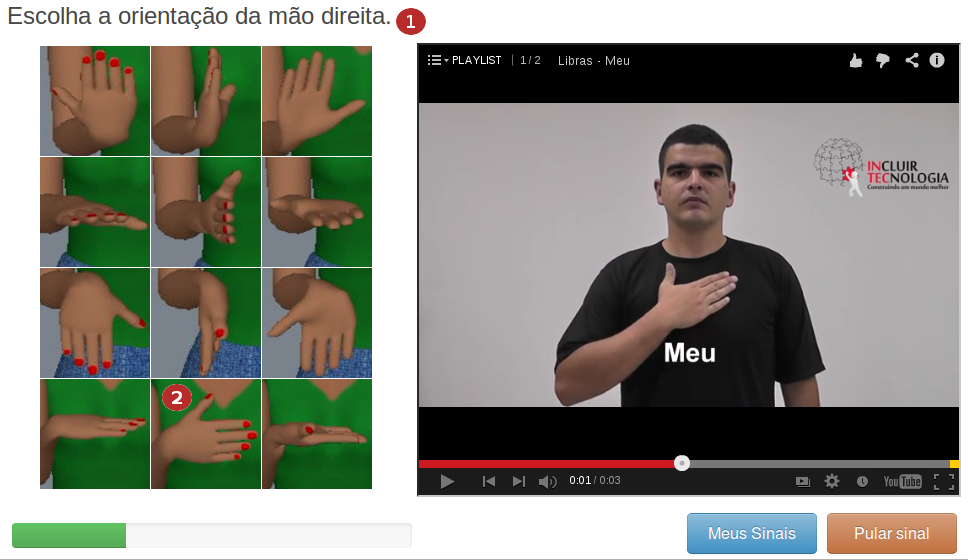 Escolha a orientação da mão direita. 1
PLAYLIST | 1 / 2 Libras - Meu
INCLUIR
TECNOLOGIA
Construindo um mundo melhor
Meu
2
0:01 / 0:03
YouTube
Meus Sinais
Pular sinal